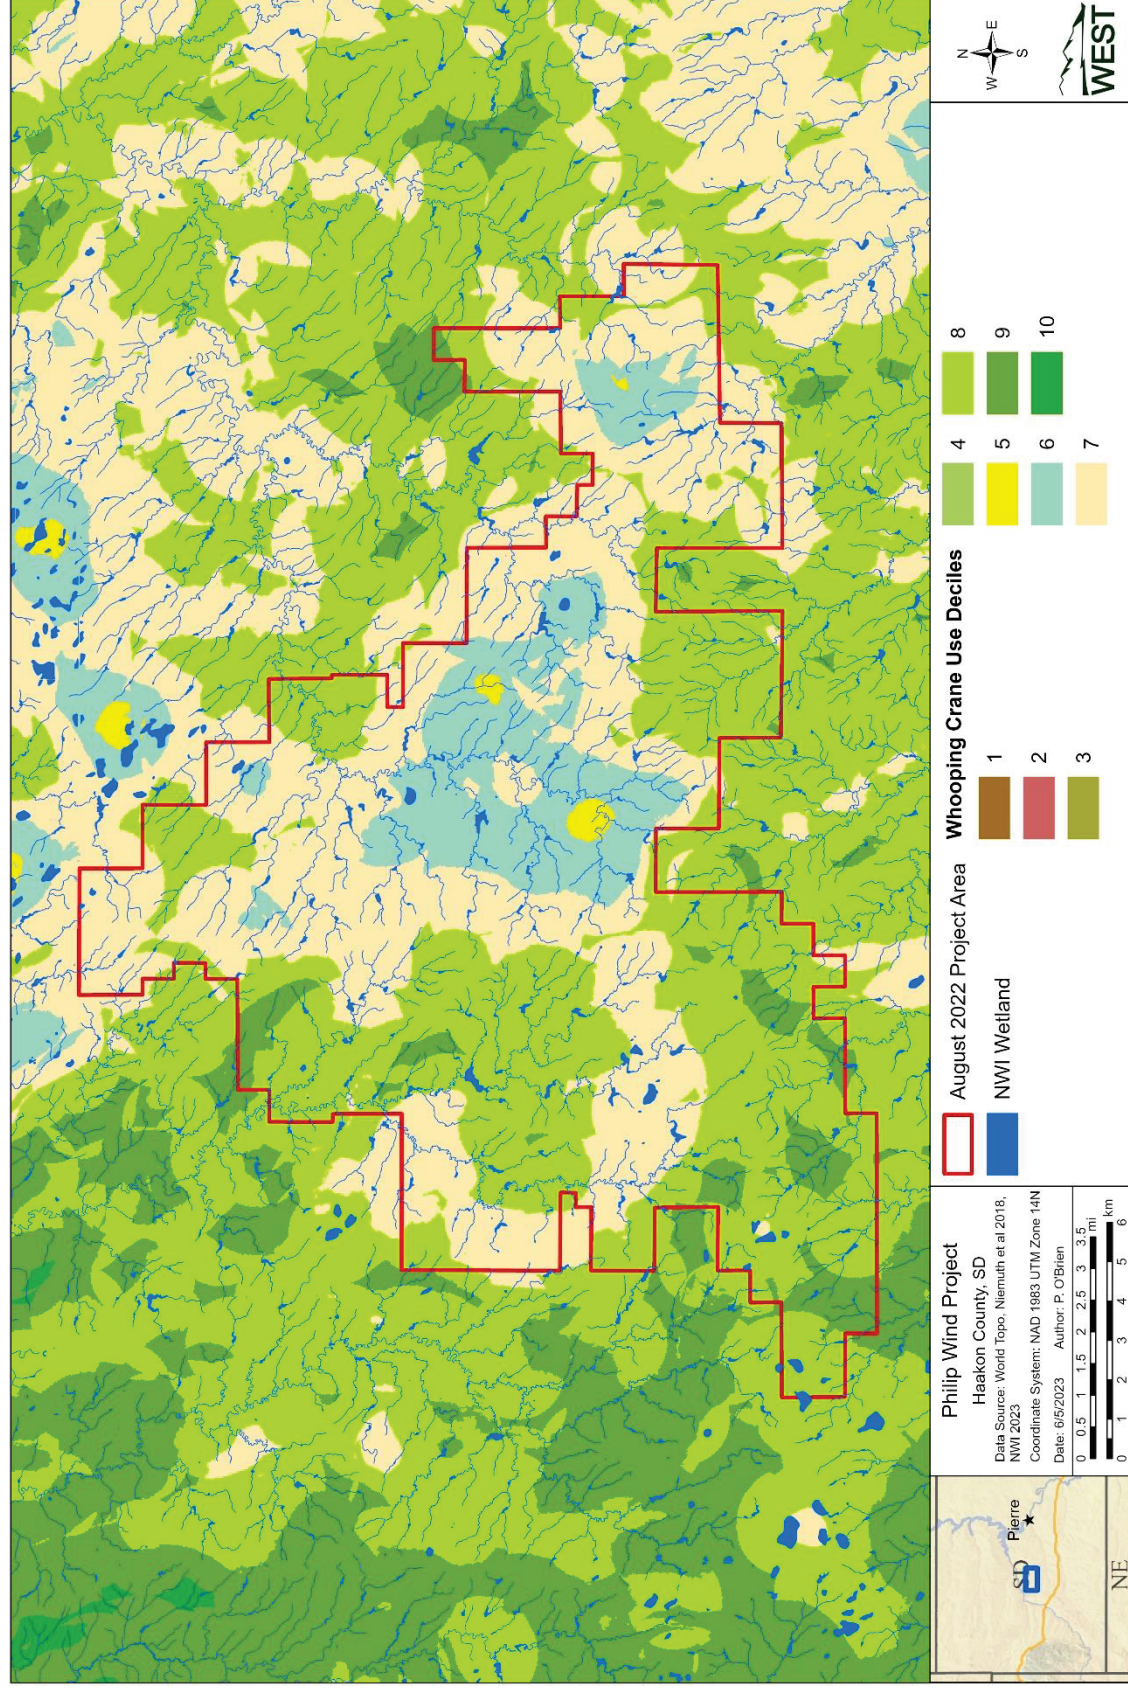 Philip Wind Project
Haakon County, SD
Data Source: World Topo, Niemuth et al 2018,
NWI 2023
Coordinate System: NAD 1983 UTM Zone 14N
Date: 6/5/2023 Author: P. O'Brien
0 0.5 1 1.5 2 2.5 3 3.5
mi
km
0 1 2 3 4 5 6
SD
Pierre
NE
August 2022 Project Area
NWI Wetland
Whooping Crane Use Deciles
1
2
3
4
5
6
7
8
9
10
N
W E
S
WEST